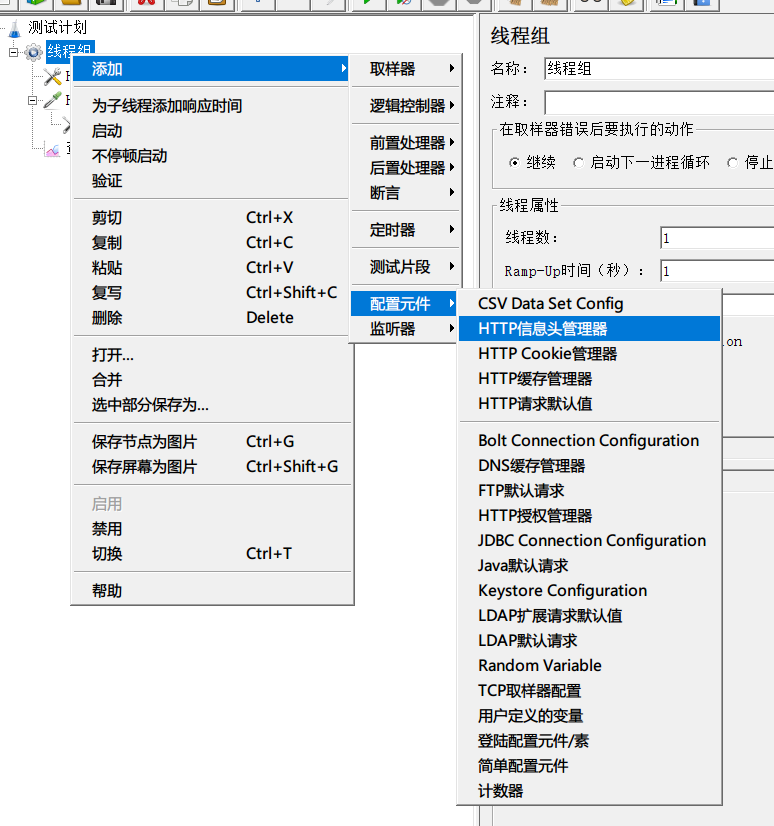 测试计划
线程组
添加
为子线程添加响应时间
启动
不停顿启动
验证
剪切 Ctrl+X
复制 Ctrl+C
粘贴 Ctrl+V
复写 Ctrl+Shift+C
删除 Delete
打开...
合并
选中部分保存为...
保存节点为图片 Ctrl+G
保存屏幕为图片 Ctrl+Shift+G
启用
禁用
切换 Ctrl+T
帮助
取样器
逻辑控制器
前置处理器
后置处理器
断言
定时器
测试片段
配置元件
监听器
CSV Data Set Config
HTTP信息头管理器
HTTP Cookie管理器
HTTP缓存管理器
HTTP请求默认值
Bolt Connection Configuration
DNS缓存管理器
FTP默认请求
HTTP授权管理器
JDBC Connection Configuration
Java默认请求
Keystore Configuration
LDAP扩展请求默认值
LDAP默认请求
Random Variable
TCP取样器配置
用户定义的变量
登陆配置元件/素
简单配置元件
计数器
线程组
名称： 线程组
注释：
在取样器错误后要执行的动作
继续 启动下一进程循环 停止
线程属性
线程数： 1
Ramp-Up时间（秒）： 1
on